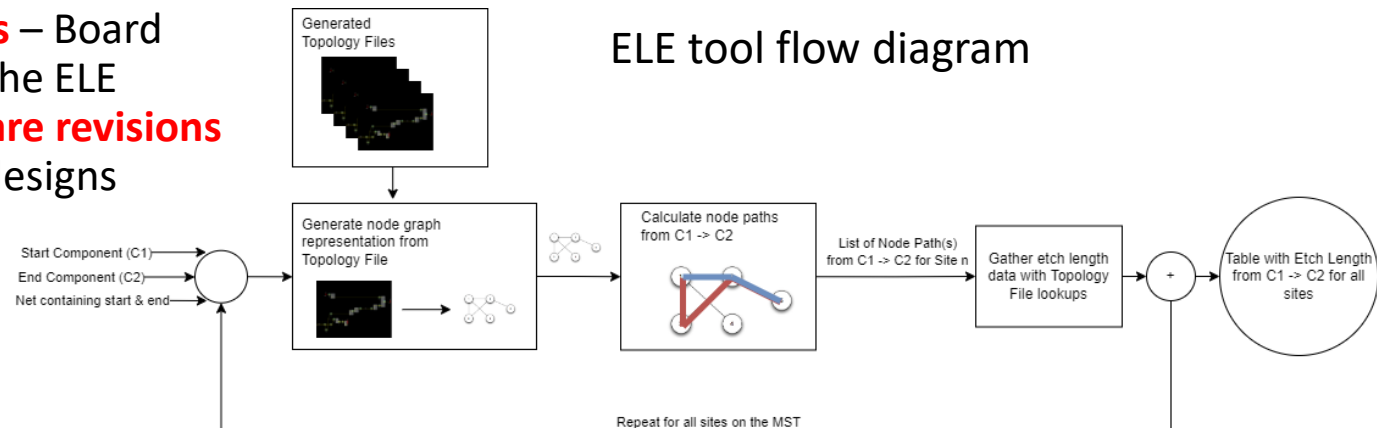 s – Board
he ELE
are revisions
designs
ELE tool flow diagram
Generated
Topology Files
Start Component (C1)
End Component (C2)
Net containing start & end
Generate node graph
representation from
Topology File
Calculate node paths
from C1 -> C2
List of Node Path(s)
from C1 -> C2 for Site n
Gather etch length
data with Topology
File lookups
+
Table with Etch Length
from C1 -> C2 for all
sites
Repeat for all sites on the MST